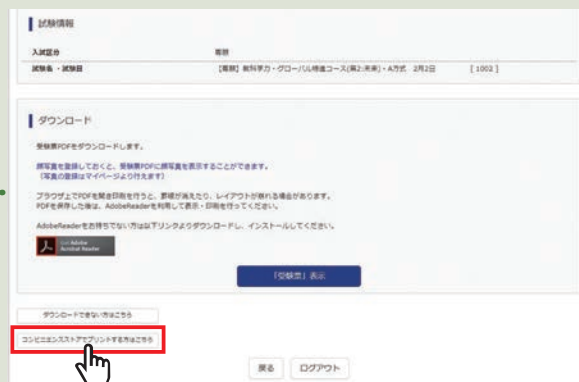 試験情報
入試区分 専願
試験名・試験日 【専願】教科学力・グローバル特進コース(第2:未来)・A方式 2月2日 [ 1002 ]
ダウンロード
受験票PDFをダウンロードします。
顔写真を登録しておくと、受験票PDFに顔写真を表示することができます。
(写真の登録はマイページより行えます)
ブラウザ上でPDFを開き印刷を行うと、罫線が消えたり、レイアウトが崩れる場合があります。
PDFを保存した後は、AdobeReaderを利用して表示・印刷を行ってください。
AdobeReaderをお持ちでない方は以下リンクよりダウンロードし、インストールしてください。
Get Adobe
Acrobat Reader
「受験票」表示
ダウンロードできない方はこちら
コンビニエンスストアでプリントする方はこちら
戻る ログアウト